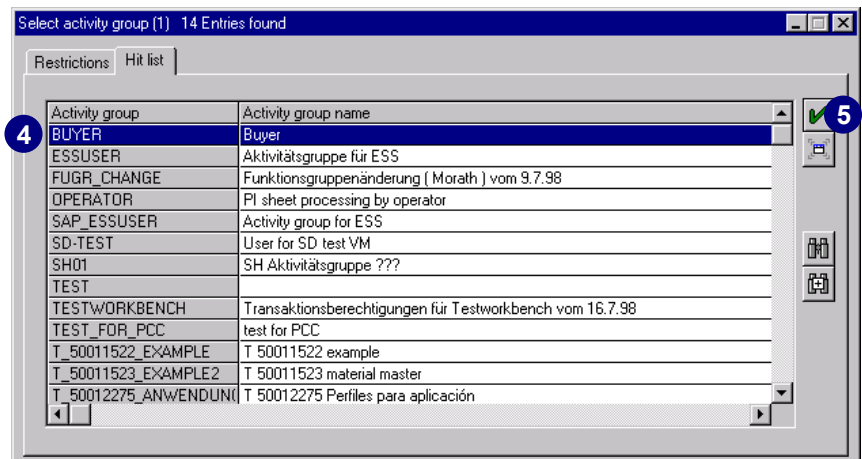 Select activity group (1) 14 Entries found
Restrictions Hit list
Activity group Activity group name
4 BUYER Buyer 5
ESSUSER Aktivitätsgruppe für ESS
FUGR_CHANGE Funktionsgruppenänderung ( Morath ) vom 9.7.98
OPERATOR PI sheet processing by operator
SAP_ESSUSER Activity group for ESS
SD-TEST User for SD test VM
SH01 SH Aktivitätsgruppe ???
TEST
TESTWORKBENCH Transaktionsberechtigungen für Testworkbench vom 16.7.98
TEST_FOR_PCC test for PCC
T_50011522_EXAMPLE T 50011522 example
T_50011523_EXAMPLE2 T 50011523 material master
T_50012275_ANWENDUN( T 50012275 Perfiles para aplicación